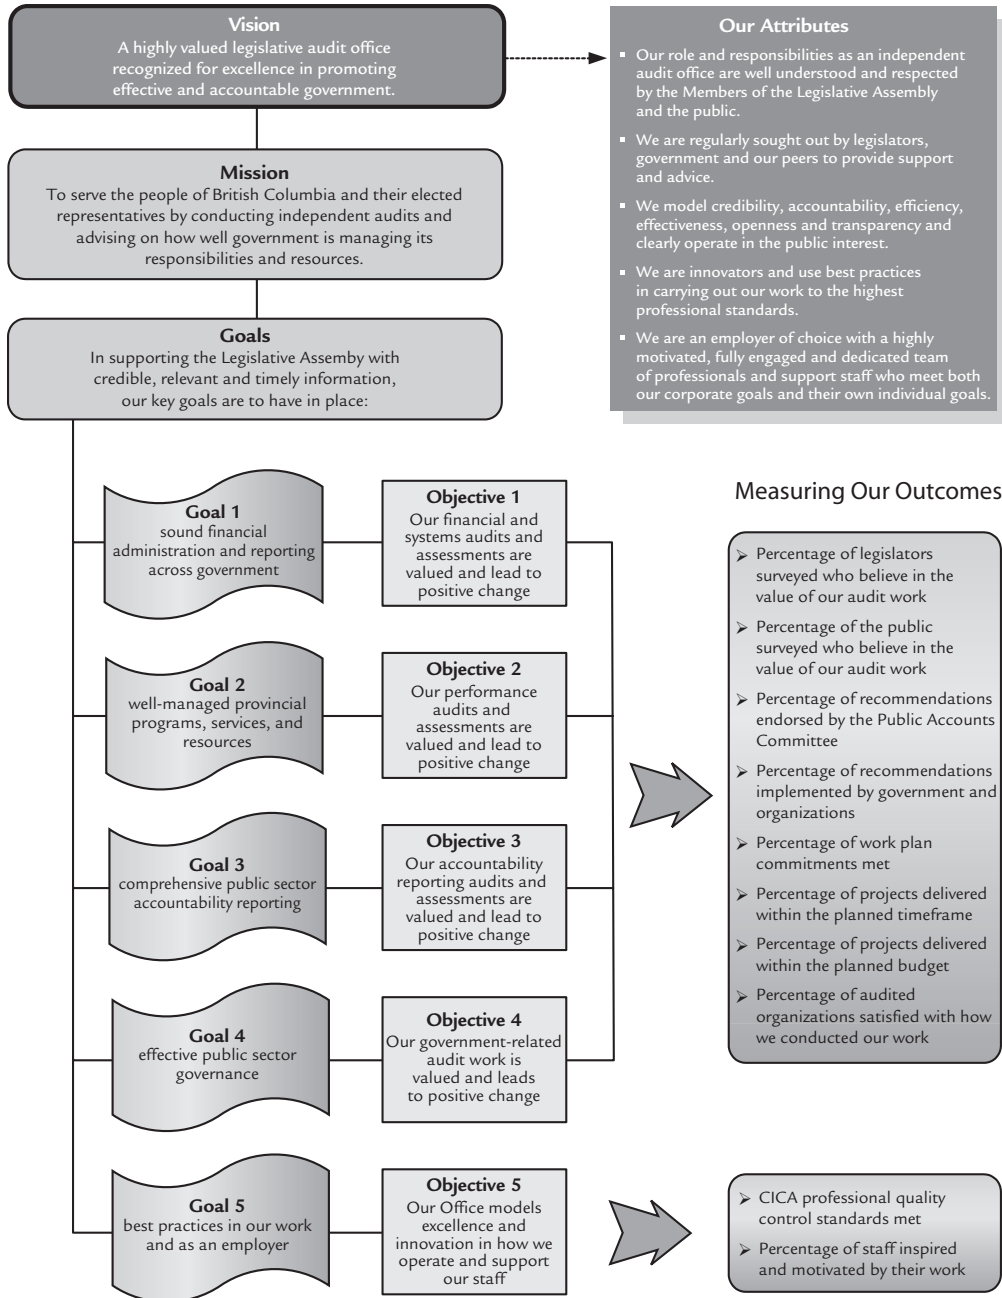 Vision
A highly valued legislative audit office
recognized for excellence in promoting
effective and accountable government.
Our Attributes
▪ Our role and responsibilities as an independent
audit office are well understood and respected
by the Members of the Legislative Assembly
and the public.
▪ We are regularly sought out by legislators,
government and our peers to provide support
and advice.
▪ We model credibility, accountability, efficiency,
effectiveness, openness and transparency and
clearly operate in the public interest.
▪ We are innovators and use best practices
in carrying out our work to the highest
professional standards.
▪ We are an employer of choice with a highly
motivated, fully engaged and dedicated team
of professionals and support staff who meet both
our corporate goals and their own individual goals.
Mission
To serve the people of British Columbia and their elected
representatives by conducting independent audits and
advising on how well government is managing its
responsibilities and resources.
Goals
In supporting the Legislative Assemby with
credible, relevant and timely information,
our key goals are to have in place:
Goal 1
sound financial
administration and reporting
across government
Objective 1
Our financial and
systems audits and
assessments are
valued and lead to
positive change
Goal 2
well-managed provincial
programs, services, and
resources
Objective 2
Our performance
audits and
assessments are
valued and lead to
positive change
Goal 3
comprehensive public sector
accountability reporting
Objective 3
Our accountability
reporting audits and
assessments are
valued and lead to
positive change
Goal 4
effective public sector
governance
Objective 4
Our government-related
audit work is
valued and leads
to positive change
Measuring Our Outcomes
➢ Percentage of legislators
surveyed who believe in the
value of our audit work
➢ Percentage of the public
surveyed who believe in the
value of our audit work
➢ Percentage of recommendations
endorsed by the Public Accounts
Committee
➢ Percentage of recommendations
implemented by government and
organizations
➢ Percentage of work plan
commitments met
➢ Percentage of projects delivered
within the planned timeframe
➢ Percentage of projects delivered
within the planned budget
➢ Percentage of audited
organizations satisfied with how
we conducted our work
Goal 5
best practices in our work
and as an employer
Objective 5
Our Office models
excellence and
innovation in how we
operate and support
our staff
➢ CICA professional quality
control standards met
➢ Percentage of staff inspired
and motivated by their work